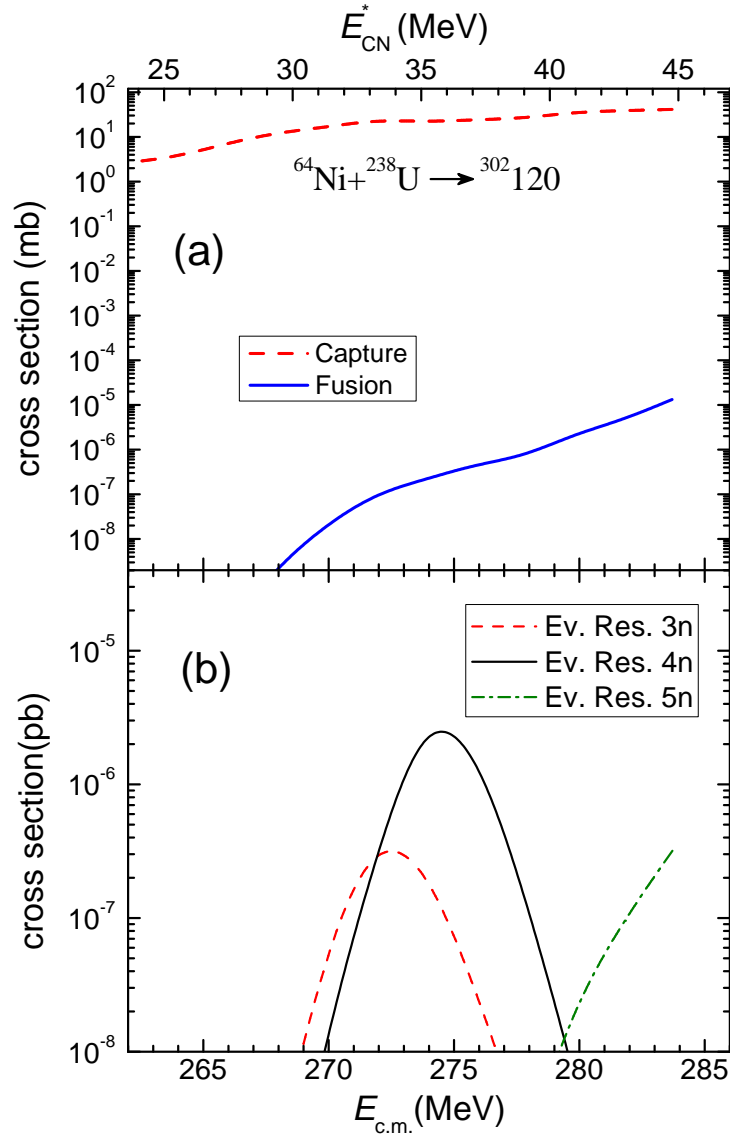 E*CN (MeV)
25 30 35 40 45
10^2
10^1
10^0
10^-1
10^-2
10^-3
10^-4
10^-5
10^-6
10^-7
10^-8
cross section (mb)
^64Ni+^238U → ^302120
(a)
Capture
Fusion
10^-5
10^-6
10^-7
10^-8
cross section(pb)
(b)
Ev. Res. 3n
Ev. Res. 4n
Ev. Res. 5n
265 270 275 280 285
E_c.m. (MeV)